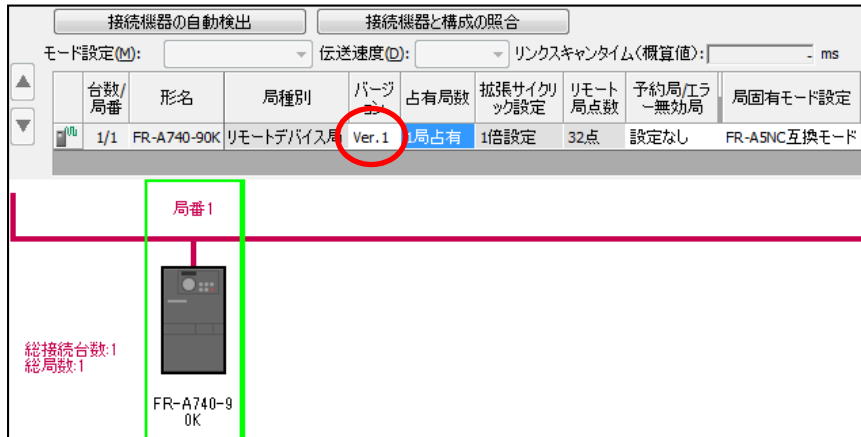 接続機器の自動検出 接続機器と構成の照合
モード設定(M): 伝送速度(D): リンクスキャンタイム(概算値): - ms
台数/局番 形名 局種別 バージョン 占有局数 拡張サイクリック設定 リモート局点数 予約局/エラー無効局 局固有モード設定
1/1 FR-A740-90K リモートデバイス局 Ver.1 1局占有 1倍設定 32点 設定なし FR-A5NC互換モード
局番1
総接続台数:1
総局数:1
FR-A740-9
0K